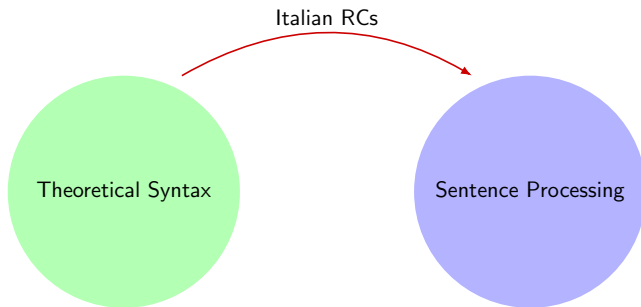 Italian RCs
Theoretical Syntax
Sentence Processing